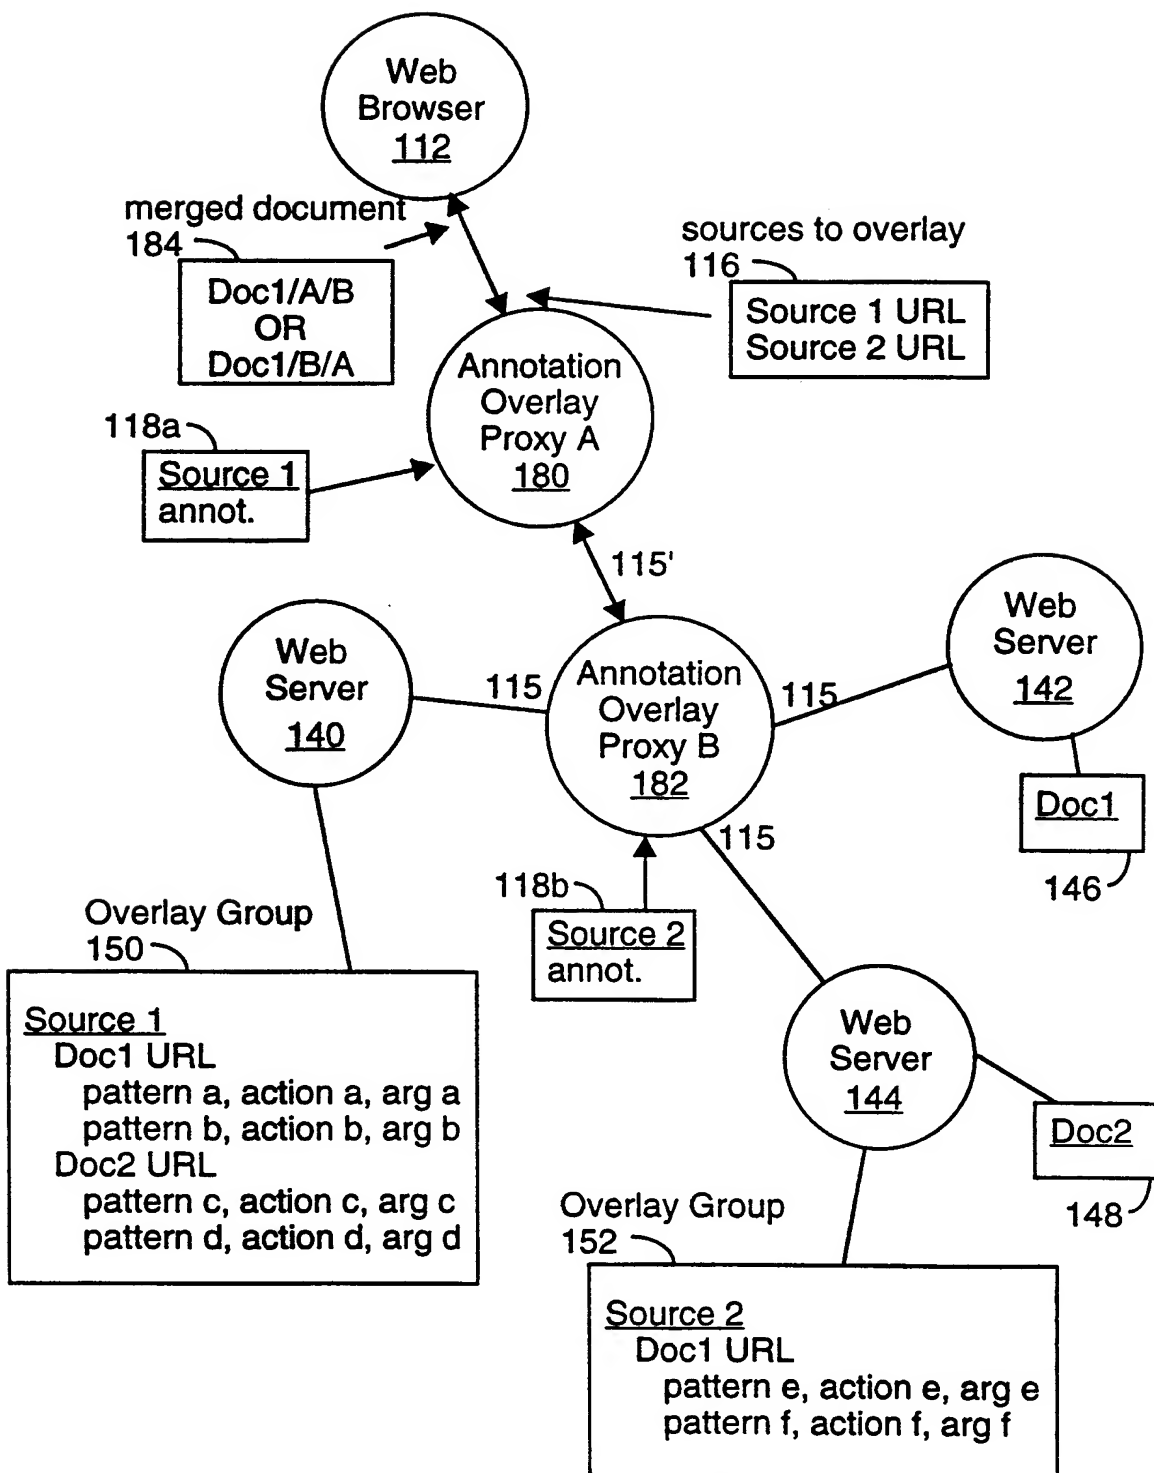 Web
Browser
112
merged document
184
Doc1/A/B
OR
Doc1/B/A
sources to overlay
116
Source 1 URL
Source 2 URL
Annotation
Overlay
Proxy A
180
118a
Source 1
annot.
115'
Web
Server
140
115
Annotation
Overlay
Proxy B
182
115
Web
Server
142
Doc1
146
115
118b
Source 2
annot.
Overlay Group
150
Source 1
Doc1 URL
pattern a, action a, arg a
pattern b, action b, arg b
Doc2 URL
pattern c, action c, arg c
pattern d, action d, arg d
Web
Server
144
Doc2
148
Overlay Group
152
Source 2
Doc1 URL
pattern e, action e, arg e
pattern f, action f, arg f